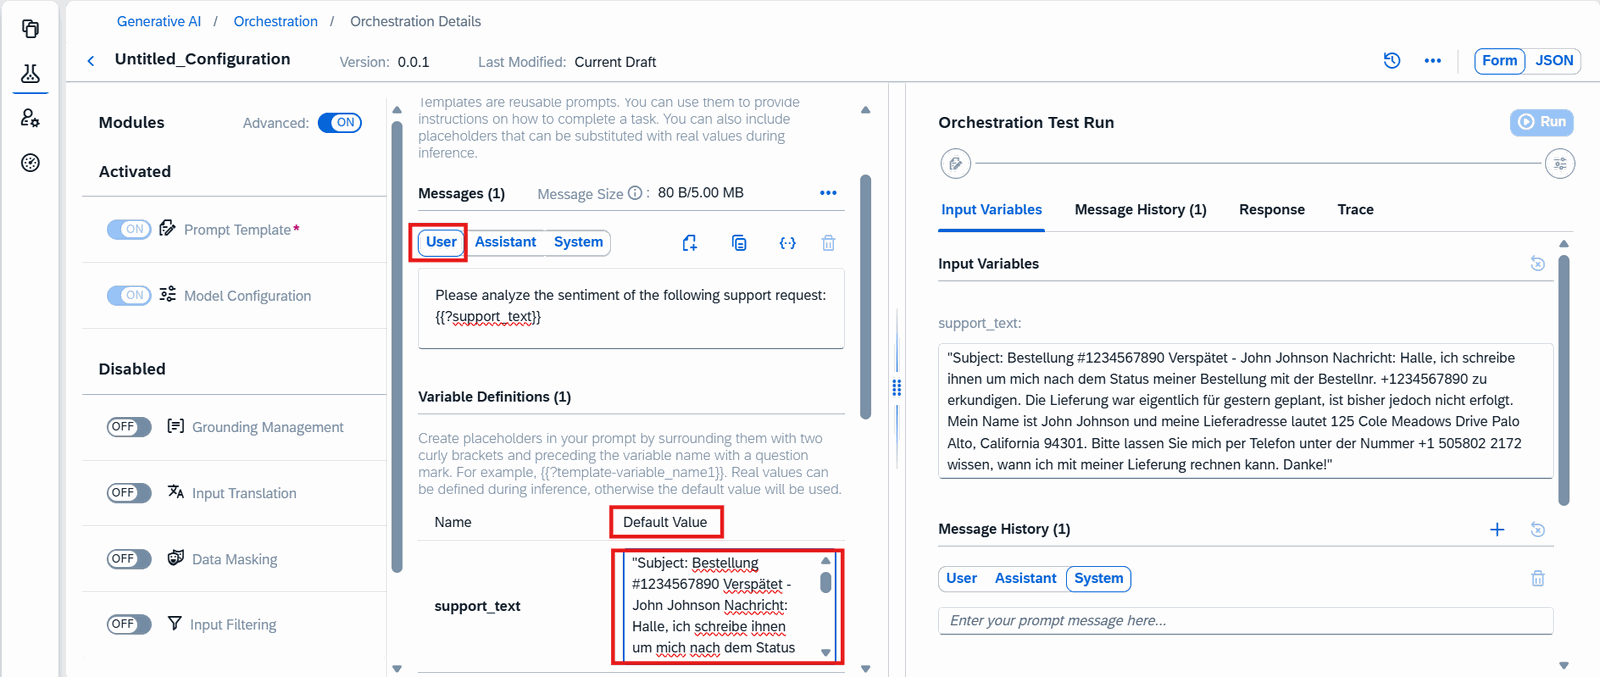 Generative AI / Orchestration / Orchestration Details
Untitled_Configuration
Version: 0.0.1
Last Modified: Current Draft
Form
JSON
Modules
Advanced: ON
Activated
ON Prompt Template*
ON Model Configuration
Disabled
OFF Grounding Management
OFF Input Translation
OFF Data Masking
OFF Input Filtering
Templates are reusable prompts. You can use them to provide
instructions on how to complete a task. You can also include
placeholders that can be substituted with real values during
inference.
Messages (1)
Message Size : 80 B/5.00 MB
User
Assistant
System
Please analyze the sentiment of the following support request:
{{?support_text}}
Variable Definitions (1)
Create placeholders in your prompt by surrounding them with two
curly brackets and preceding the variable name with a question
mark. For example, {{?template-variable_name1}}. Real values can
be defined during inference, otherwise the default value will be used.
Name
Default Value
support_text
"Subject: Bestellung
#1234567890 Verspätet -
John Johnson Nachricht:
Halle, ich schreibe ihnen
um mich nach dem Status
Orchestration Test Run
Run
Input Variables
Message History (1)
Response
Trace
Input Variables
support_text:
"Subject: Bestellung #1234567890 Verspätet - John Johnson Nachricht: Halle, ich schreibe
ihnen um mich nach dem Status meiner Bestellung mit der Bestellnr. +1234567890 zu
erkundigen. Die Lieferung war eigentlich für gestern geplant, ist bisher jedoch nicht erfolgt.
Mein Name ist John Johnson und meine Lieferadresse lautet 125 Cole Meadows Drive Palo
Alto, California 94301. Bitte lassen Sie mich per Telefon unter der Nummer +1 505802 2172
wissen, wann ich mit meiner Lieferung rechnen kann. Danke!"
Message History (1)
User
Assistant
System
Enter your prompt message here...